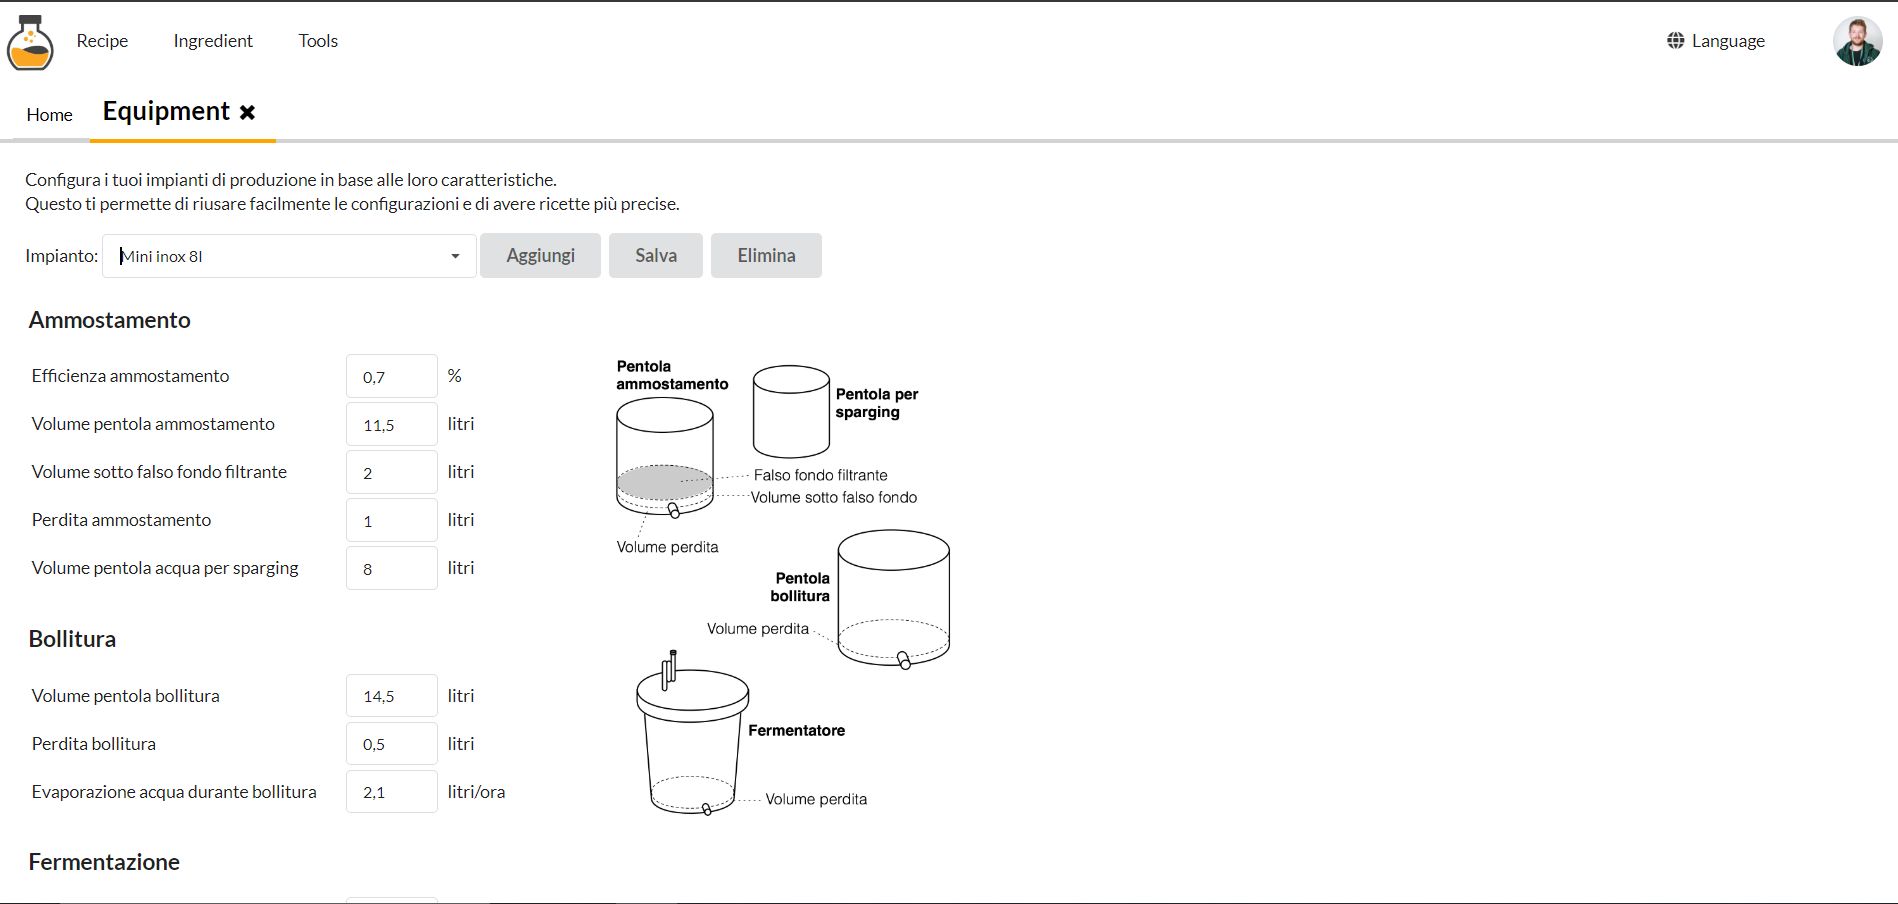 Recipe Ingredient Tools Language
Home Equipment ✖
Configura i tuoi impianti di produzione in base alle loro caratteristiche.
Questo ti permette di riusare facilmente le configurazioni e di avere ricette più precise.
Impianto: Mini inox 8l Aggiungi Salva Elimina
Ammostamento
Efficienza ammostamento 0,7 %
Volume pentola ammostamento 11,5 litri
Volume sotto falso fondo filtrante 2 litri
Perdita ammostamento 1 litri
Volume pentola acqua per sparging 8 litri
Bollitura
Volume pentola bollitura 14,5 litri
Perdita bollitura 0,5 litri
Evaporazione acqua durante bollitura 2,1 litri/ora
Fermentazione
Pentola
ammostamento
Pentola per
sparging
Falso fondo filtrante
Volume sotto falso fondo
Volume perdita
Pentola
bollitura
Volume perdita
Fermentatore
Volume perdita